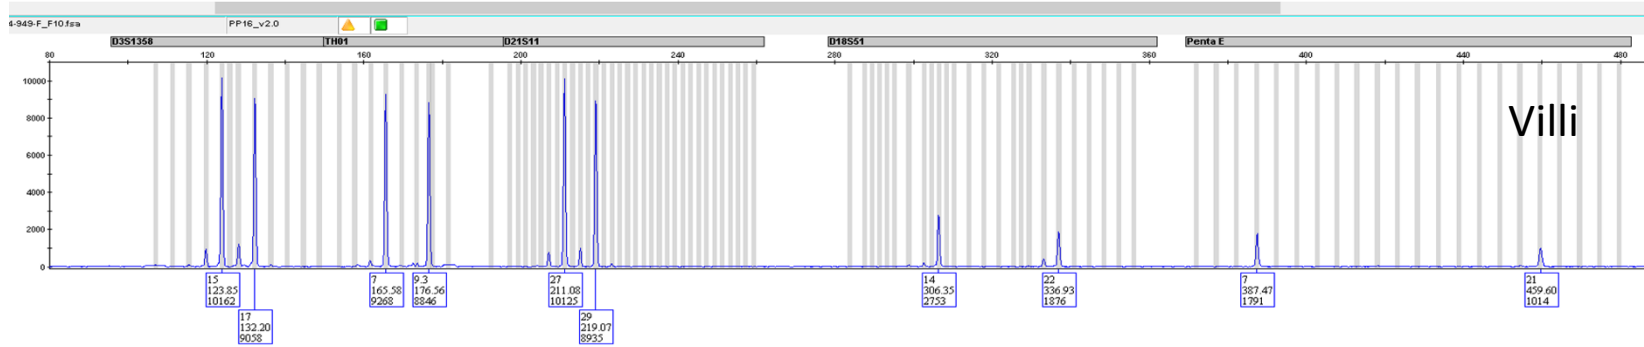 4-949-F_F10.fsa PP16_v2.0
D3S1358 TH01 D21S11 D18S51 Penta E
80 120 160 200 240 280 320 360 400 440 480
10000
8000
6000
4000
2000
0
Villi
15 7 9.3 27 14 22 7 21
123.85 165.58 176.56 211.08 306.35 336.93 387.47 459.60
10162 9268 8846 10125 2753 1876 1791 1014
17 29
132.20 219.07
9058 8935